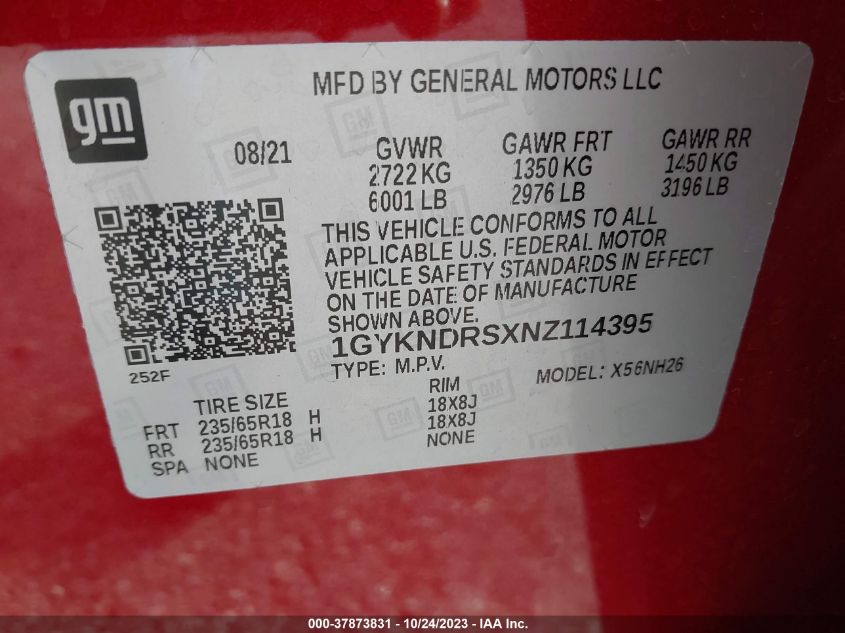 gm
MFD BY GENERAL MOTORS LLC
08/21
GVWR GAWR FRT GAWR RR
2722 KG 1350 KG 1450 KG
6001 LB 2976 LB 3196 LB
THIS VEHICLE CONFORMS TO ALL
APPLICABLE U.S. FEDERAL MOTOR
VEHICLE SAFETY STANDARDS IN EFFECT
ON THE DATE OF MANUFACTURE
SHOWN ABOVE.
1GYKNDRSXNZ114395
TYPE: M.P.V. MODEL: X56NH26
252F
TIRE SIZE RIM
FRT 235/65R18 H 18X8J
RR 235/65R18 H 18X8J
SPA NONE NONE
000-37873831 - 10/24/2023 - IAA Inc.